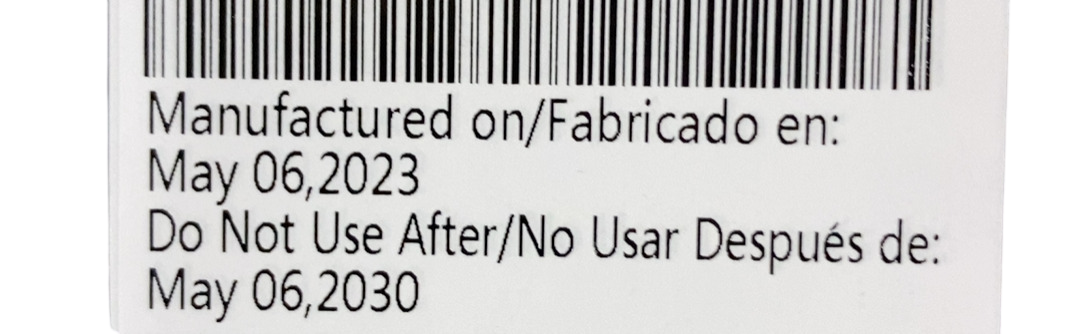 Manufactured on/Fabricado en:
May 06,2023
Do Not Use After/No Usar Después de:
May 06,2030